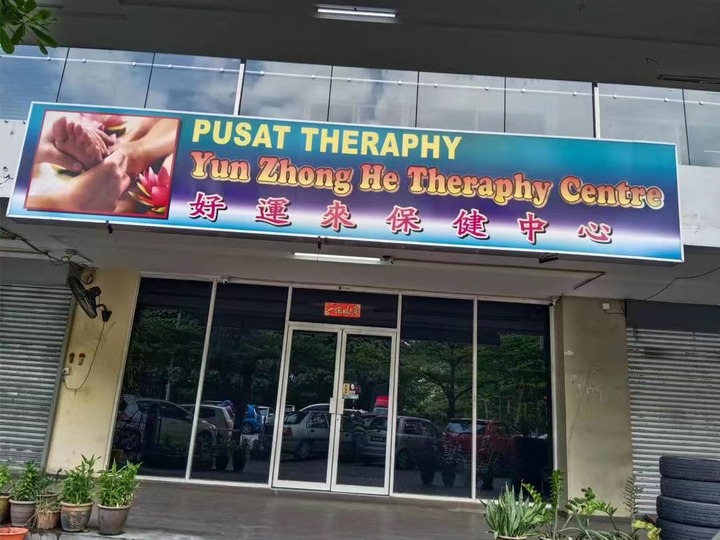 PUSAT THERAPHY
Yun Zhong He Theraphy Centre
好運來保健中心